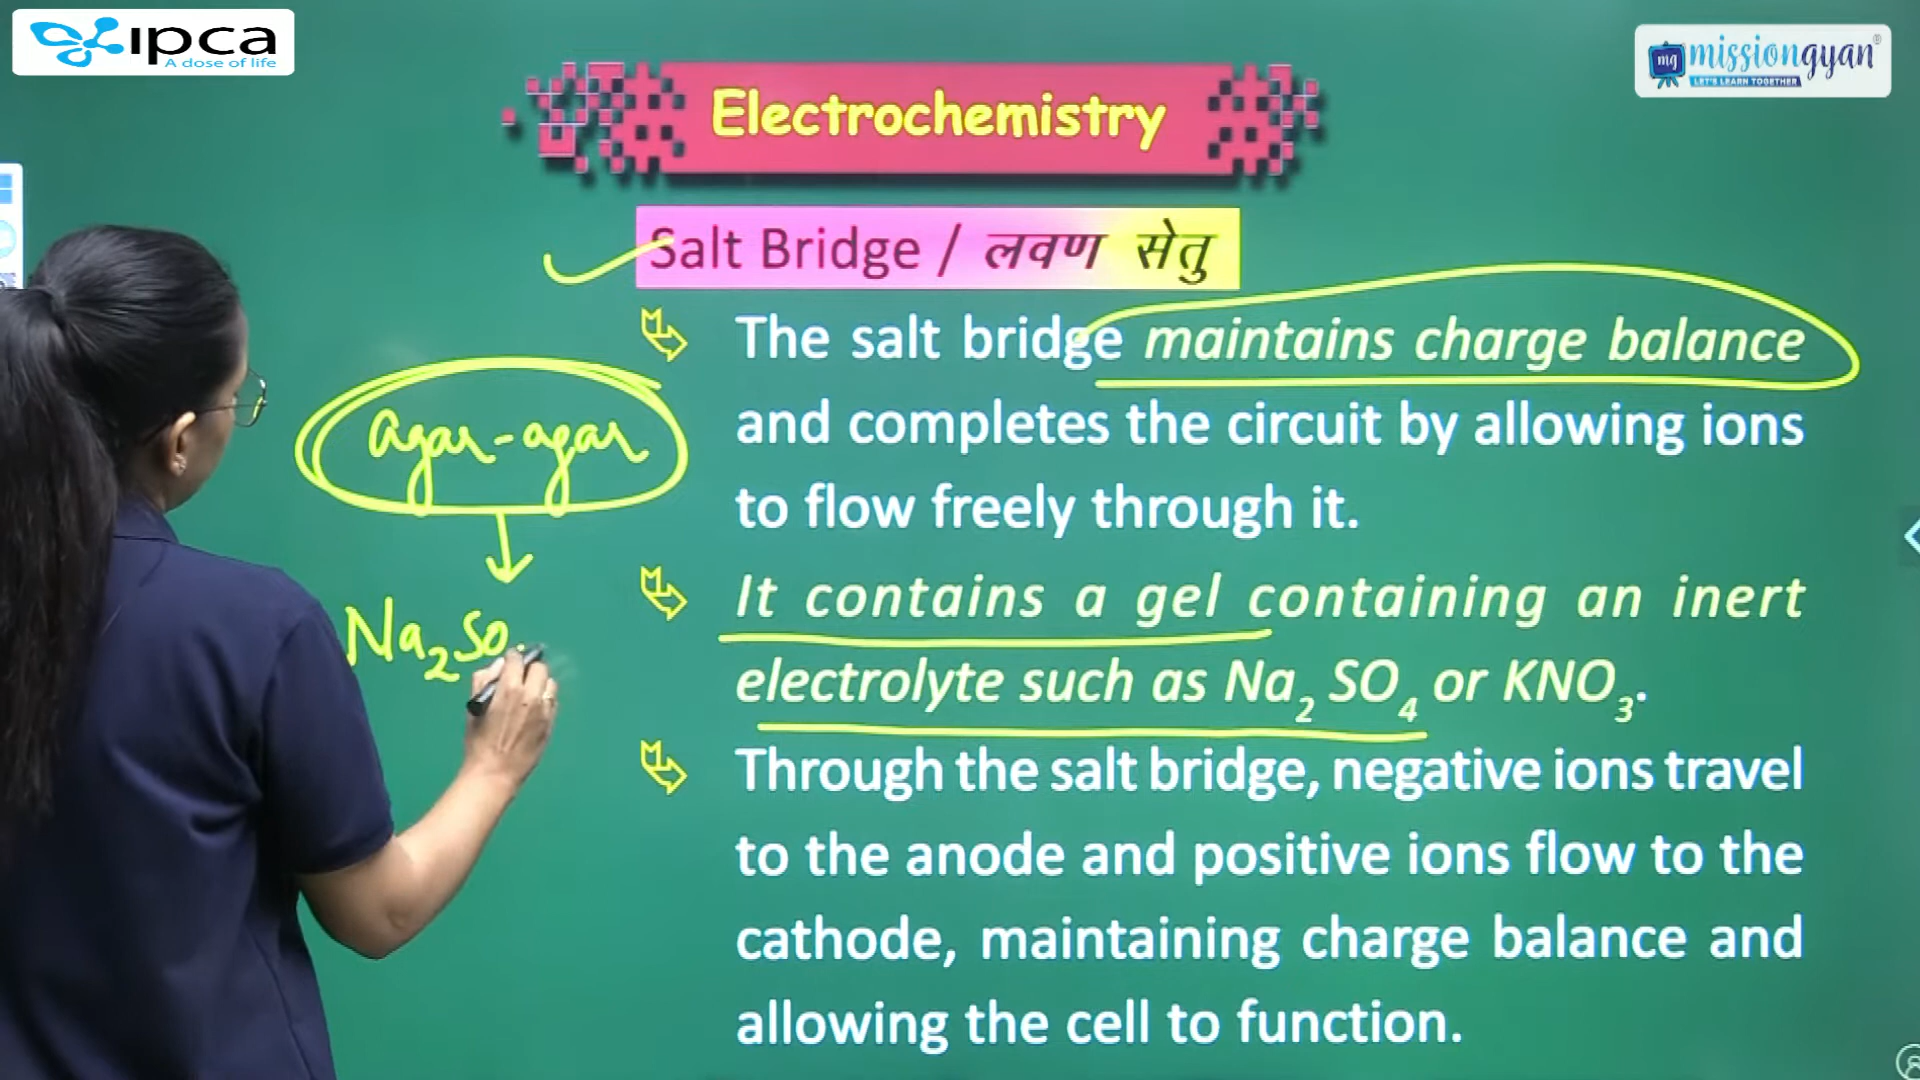 ipca
A dose of life
mg missiongyan®
LET'S LEARN TOGETHER
Electrochemistry
Salt Bridge / लवण सेतु
The salt bridge maintains charge balance
and completes the circuit by allowing ions
to flow freely through it.
It contains a gel containing an inert
electrolyte such as Na₂ SO₄ or KNO₃.
Through the salt bridge, negative ions travel
to the anode and positive ions flow to the
cathode, maintaining charge balance and
allowing the cell to function.
agar-agar
Na₂SO